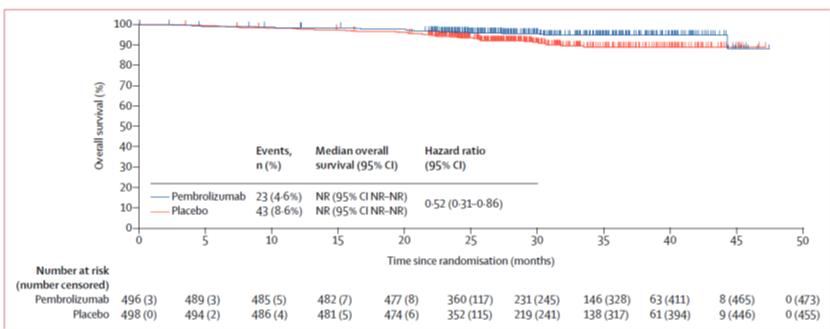 100
90
80
70
60
50
40
30
20
10
0
Overall survival (%)
Events, n (%)
Median overall survival (95% CI)
Hazard ratio (95% CI)
Pembrolizumab 23 (4·6%) NR (95% CI NR–NR)
Placebo 43 (8·6%) NR (95% CI NR–NR)
0·52 (0·31–0·86)
0 5 10 15 20 25 30 35 40 45 50
Time since randomisation (months)
Number at risk
(number censored)
Pembrolizumab 496 (3) 489 (3) 485 (5) 482 (7) 477 (8) 360 (117) 231 (245) 146 (328) 63 (411) 8 (465) 0 (473)
Placebo 498 (0) 494 (2) 486 (4) 481 (5) 474 (6) 352 (115) 219 (241) 138 (317) 61 (394) 9 (446) 0 (455)